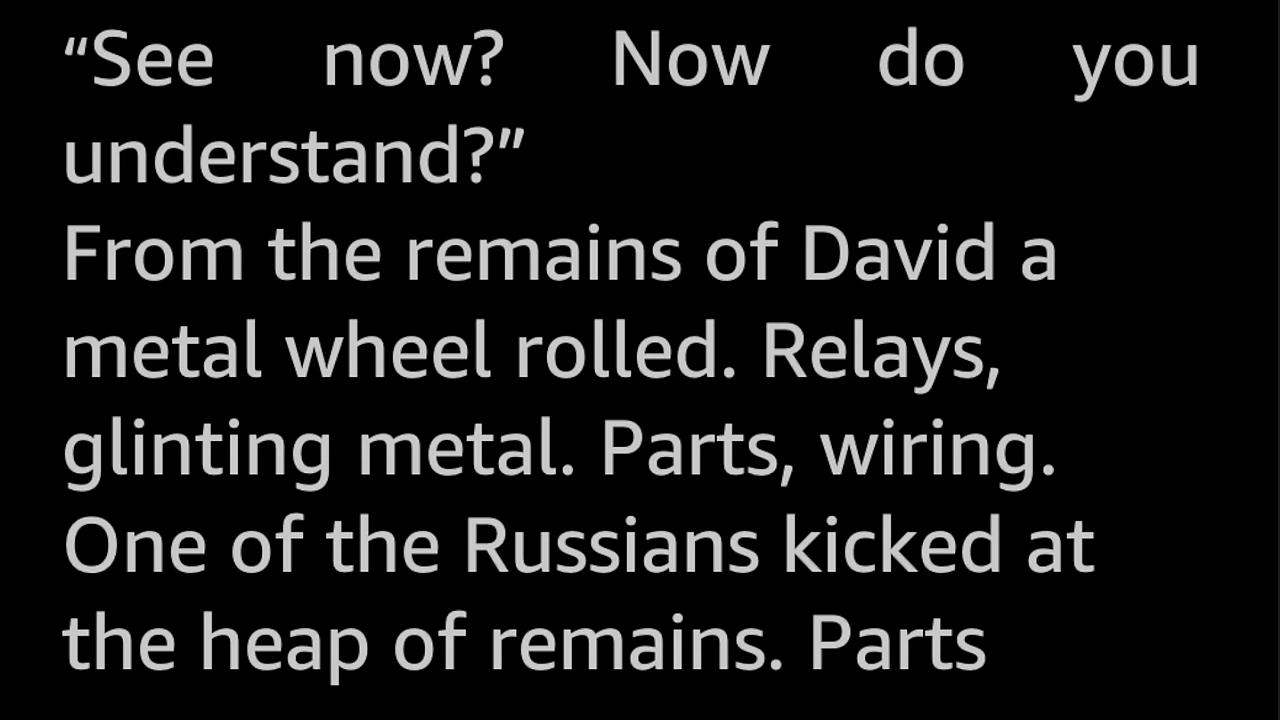 “See now? Now do you
understand?”
From the remains of David a
metal wheel rolled. Relays,
glinting metal. Parts, wiring.
One of the Russians kicked at
the heap of remains. Parts